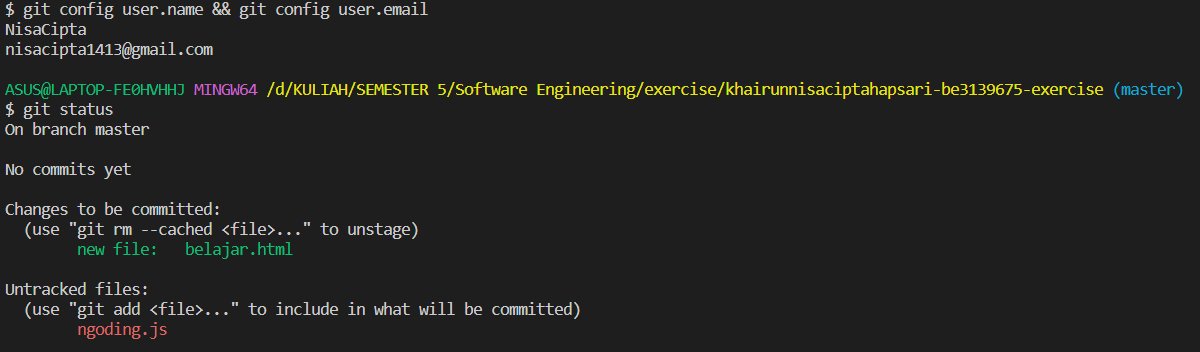 $ git config user.name && git config user.email
NisaCipta
nisacipta1413@gmail.com
ASUS@LAPTOP-FE0HVHHJ MINGW64 /d/KULIAH/SEMESTER 5/Software Engineering/exercise/khairunnisaciptahapsari-be3139675-exercise (master)
$ git status
On branch master
No commits yet
Changes to be committed:
  (use "git rm --cached <file>..." to unstage)
        new file:   belajar.html
Untracked files:
  (use "git add <file>..." to include in what will be committed)
        ngoding.js